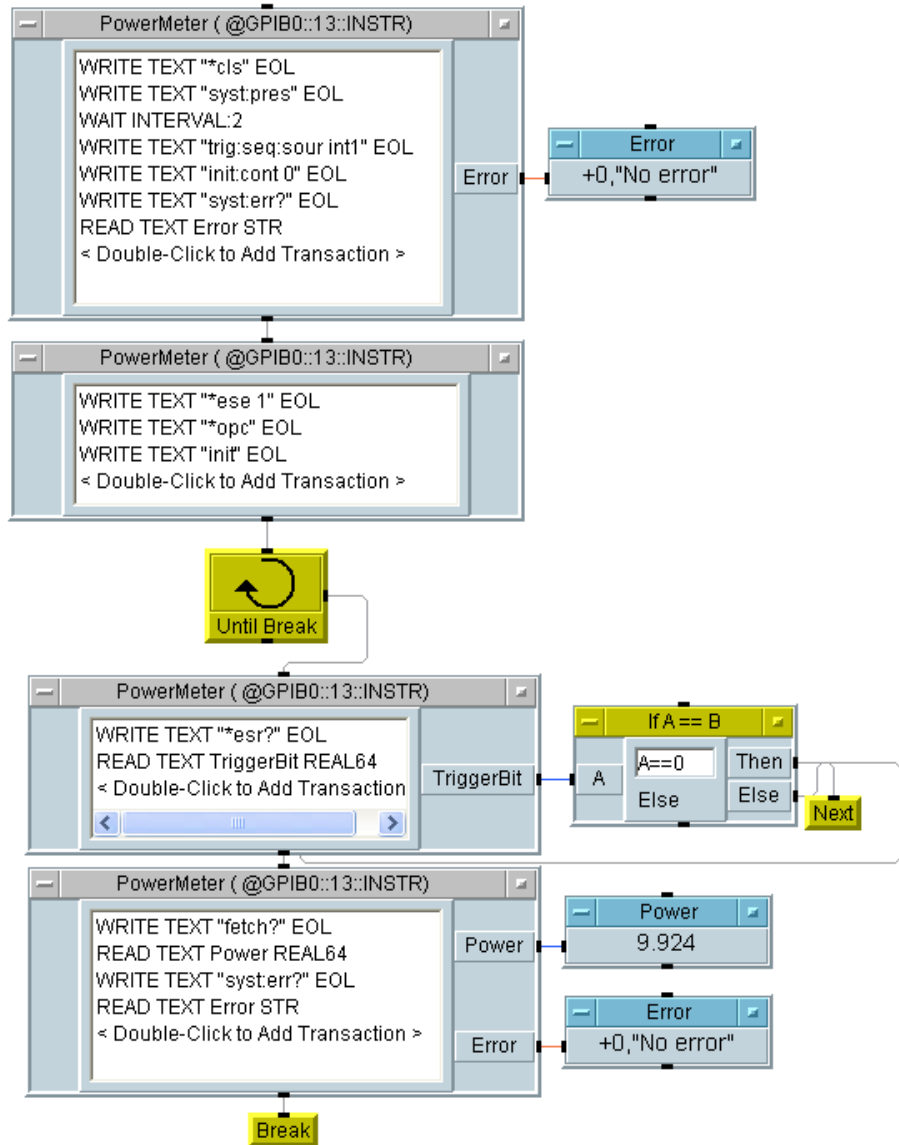 PowerMeter ( @GPIB0::13::INSTR)
WRITE TEXT "*cls" EOL
WRITE TEXT "syst:pres" EOL
WAIT INTERVAL:2
WRITE TEXT "trig:seq:sour int1" EOL
WRITE TEXT "init:cont 0" EOL
WRITE TEXT "syst:err?" EOL
READ TEXT Error STR
< Double-Click to Add Transaction >
Error
Error
+0,"No error"
PowerMeter ( @GPIB0::13::INSTR)
WRITE TEXT "*ese 1" EOL
WRITE TEXT "*opc" EOL
WRITE TEXT "init" EOL
< Double-Click to Add Transaction >
Until Break
PowerMeter ( @GPIB0::13::INSTR)
WRITE TEXT "*esr?" EOL
READ TEXT TriggerBit REAL64
< Double-Click to Add Transaction
TriggerBit
If A == B
A
A==0
Else
Then
Else
Next
PowerMeter ( @GPIB0::13::INSTR)
WRITE TEXT "fetch?" EOL
READ TEXT Power REAL64
WRITE TEXT "syst:err?" EOL
READ TEXT Error STR
< Double-Click to Add Transaction >
Power
Error
Power
9.924
Error
+0,"No error"
Break